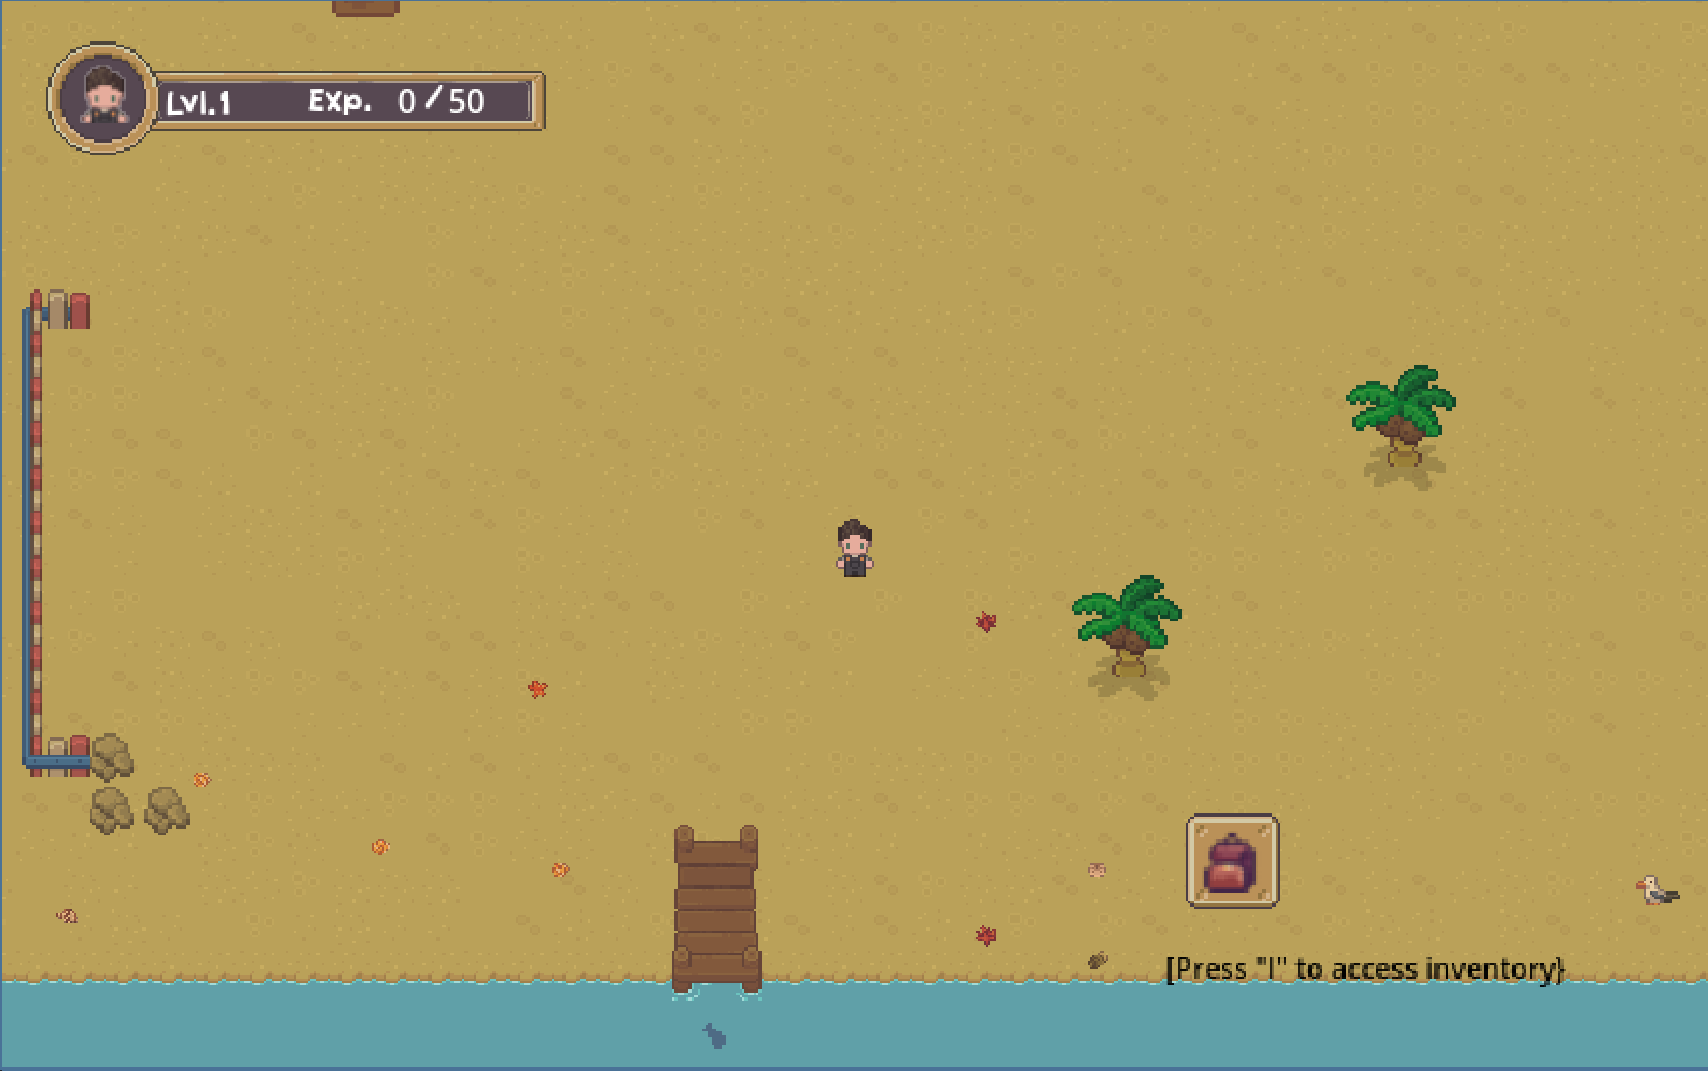 Lvl.1 Exp. 0/50
[Press "I" to access inventory}